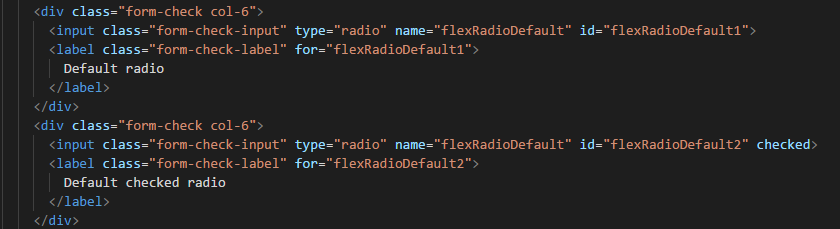 <div class="form-check col-6">
<input class="form-check-input" type="radio" name="flexRadioDefault" id="flexRadioDefault1">
<label class="form-check-label" for="flexRadioDefault1">
Default radio
</label>
</div>
<div class="form-check col-6">
<input class="form-check-input" type="radio" name="flexRadioDefault" id="flexRadioDefault2" checked>
<label class="form-check-label" for="flexRadioDefault2">
Default checked radio
</label>
</div>